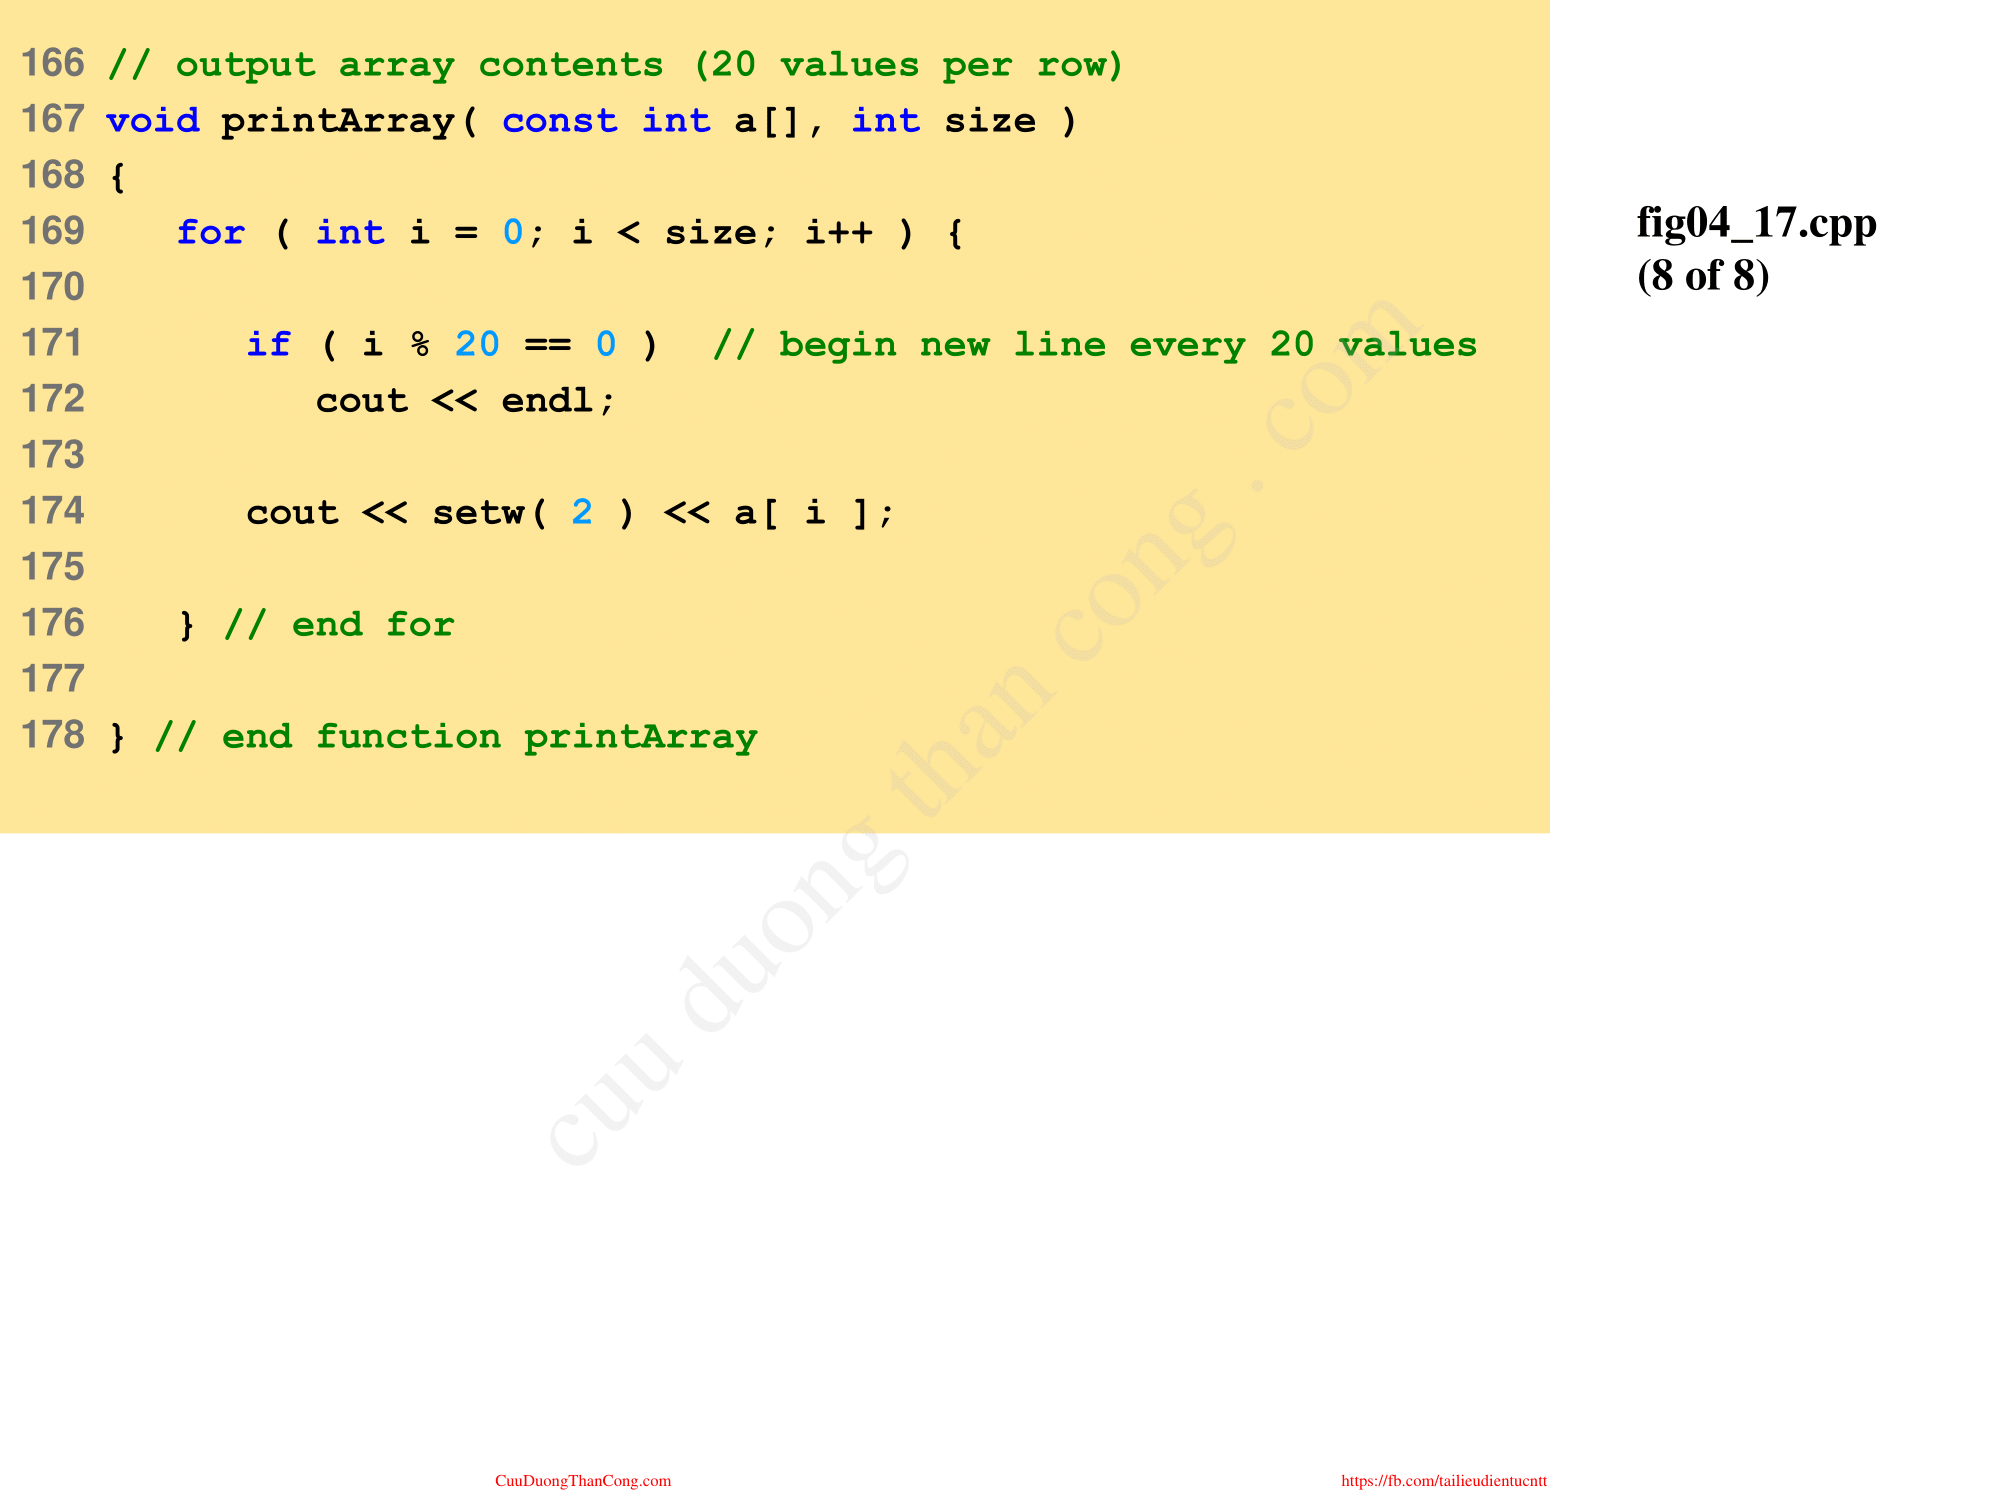 166 // output array contents (20 values per row)
167 void printArray( const int a[], int size )
168 {
169    for ( int i = 0; i < size; i++ ) {
170
171       if ( i % 20 == 0 )  // begin new line every 20 values
172          cout << endl;
173
174       cout << setw( 2 ) << a[ i ];
175
176    } // end for
177
178 } // end function printArray
fig04_17.cpp
(8 of 8)
cuu duong than cong . com
CuuDuongThanCong.com
https://fb.com/tailieudientucntt